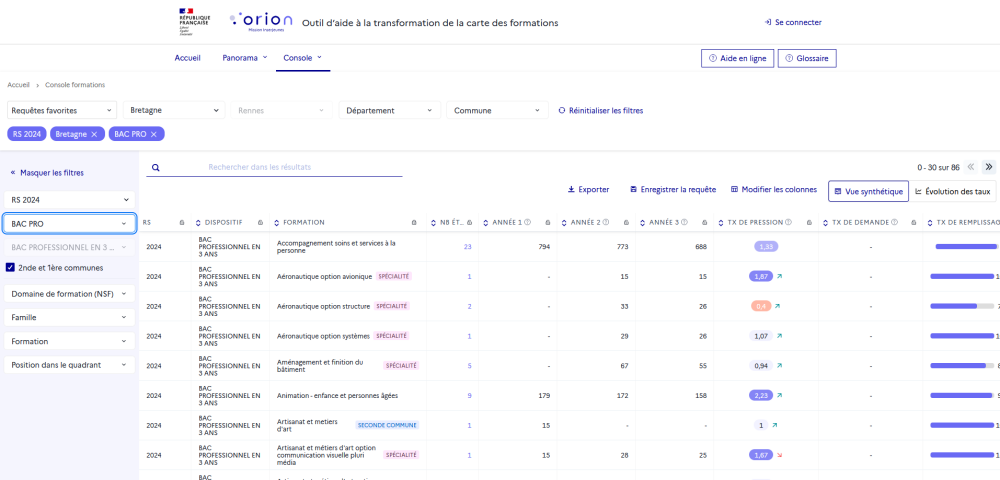 RÉPUBLIQUE
FRANÇAISE
Liberté
Égalité
Fraternité
orion
Mission InserJeunes
Outil d'aide à la transformation de la carte des formations
Se connecter
Accueil
Panorama
Console
Aide en ligne
Glossaire
Accueil > Console formations
Requêtes favorites
Bretagne
Rennes
Département
Commune
Réinitialiser les filtres
RS 2024
Bretagne ×
BAC PRO ×
« Masquer les filtres
Rechercher dans les résultats
0 - 30 sur 86
Exporter
Enregistrer la requête
Modifier les colonnes
Vue synthétique
Évolution des taux
RS 2024
BAC PRO
BAC PROFESSIONNEL EN 3 ...
2nde et 1ère communes
Domaine de formation (NSF)
Famille
Formation
Position dans le quadrant
RS DISPOSITIF FORMATION NB ÉT... ANNÉE 1 ANNÉE 2 ANNÉE 3 TX DE PRESSION TX DE DEMANDE TX DE REMPLISSAG
2024 BAC PROFESSIONNEL EN 3 ANS Accompagnement soins et services à la personne 23 794 773 688 1,33 -
2024 BAC PROFESSIONNEL EN 3 ANS Aéronautique option avionique SPÉCIALITÉ 1 - 15 15 1,87 - 1
2024 BAC PROFESSIONNEL EN 3 ANS Aéronautique option structure SPÉCIALITÉ 2 - 33 26 0,4 - 7
2024 BAC PROFESSIONNEL EN 3 ANS Aéronautique option systèmes SPÉCIALITÉ 1 - 29 26 1,07 - 1
2024 BAC PROFESSIONNEL EN 3 ANS Aménagement et finition du bâtiment SPÉCIALITÉ 5 - 67 55 0,94 - 8
2024 BAC PROFESSIONNEL EN 3 ANS Animation - enfance et personnes âgées 9 179 172 158 2,23 - 9
2024 BAC PROFESSIONNEL EN 3 ANS Artisanat et metiers d'art SECONDE COMMUNE 1 15 - - 1 - 1
2024 BAC PROFESSIONNEL EN 3 ANS Artisanat et métiers d'art option communication visuelle pluri média SPÉCIALITÉ 1 15 28 25 1,67 - 1
BAC